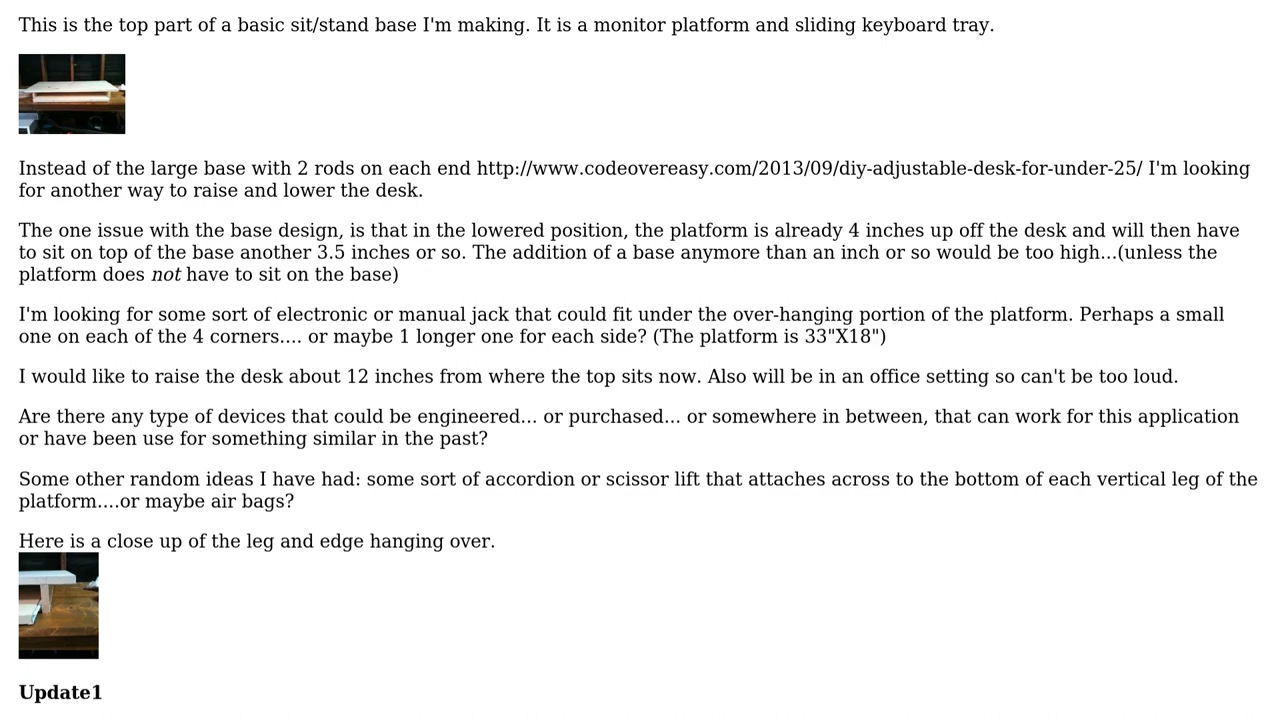 This is the top part of a basic sit/stand base I'm making. It is a monitor platform and sliding keyboard tray.
Instead of the large base with 2 rods on each end http://www.codeovereasy.com/2013/09/diy-adjustable-desk-for-under-25/ I'm looking
for another way to raise and lower the desk.
The one issue with the base design, is that in the lowered position, the platform is already 4 inches up off the desk and will then have
to sit on top of the base another 3.5 inches or so. The addition of a base anymore than an inch or so would be too high...(unless the
platform does not have to sit on the base)
I'm looking for some sort of electronic or manual jack that could fit under the over-hanging portion of the platform. Perhaps a small
one on each of the 4 corners.... or maybe 1 longer one for each side? (The platform is 33"X18")
I would like to raise the desk about 12 inches from where the top sits now. Also will be in an office setting so can't be too loud.
Are there any type of devices that could be engineered... or purchased... or somewhere in between, that can work for this application
or have been use for something similar in the past?
Some other random ideas I have had: some sort of accordion or scissor lift that attaches across to the bottom of each vertical leg of the
platform....or maybe air bags?
Here is a close up of the leg and edge hanging over.
Update1